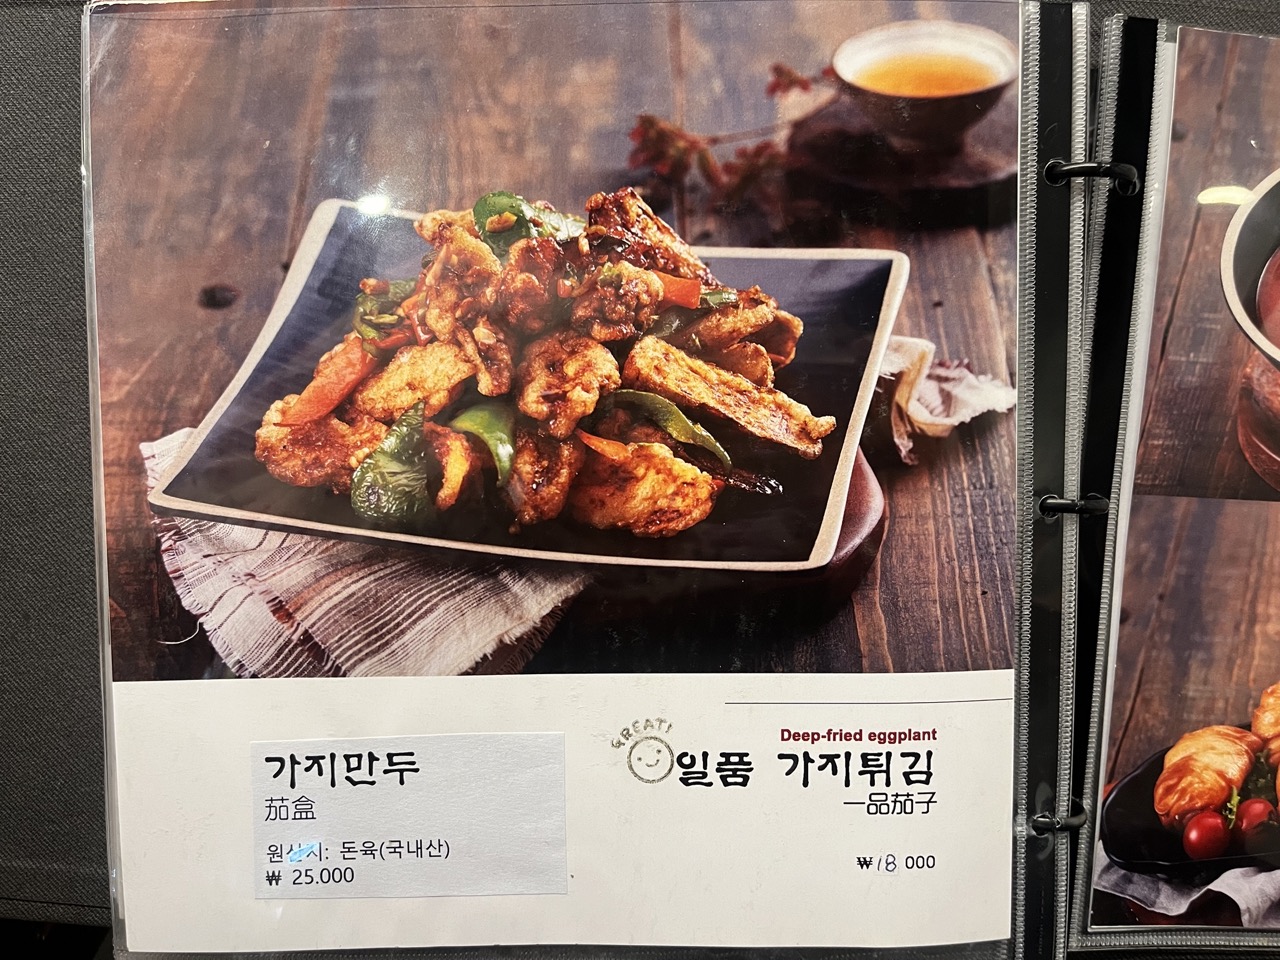 가지만두
茄盒
원산지: 돈육(국내산)
₩ 25.000
GREAT!
Deep-fried eggplant
일품 가지튀김
一品茄子
₩18 000